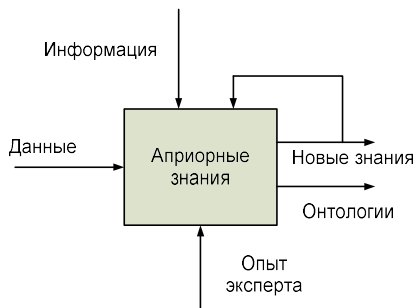 Информация
Данные
Априорные
знания
Новые знания
Онтологии
Опыт
эксперта